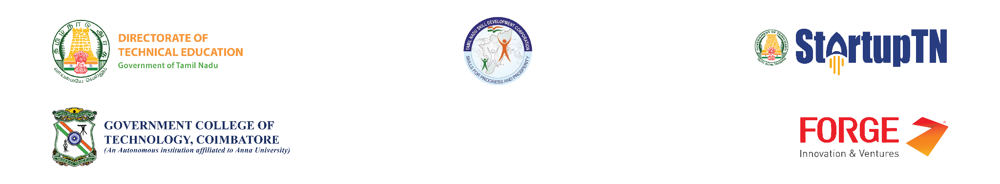 தமிழ்நாடு அரசு
வாய்மையே வெல்லும்
DIRECTORATE OF
TECHNICAL EDUCATION
Government of Tamil Nadu
TAMIL NADU SKILL DEVELOPMENT CORPORATION
SKILLS FOR PROGRESS AND PROSPERITY
GOVERNMENT OF TAMILNADU
TRUTH ALONE TRIUMPHS
StartupTN
GOVERNMENT COLLEGE OF
TECHNOLOGY, COIMBATORE
(An Autonomous institution affiliated to Anna University)
FORGE
®
Innovation & Ventures